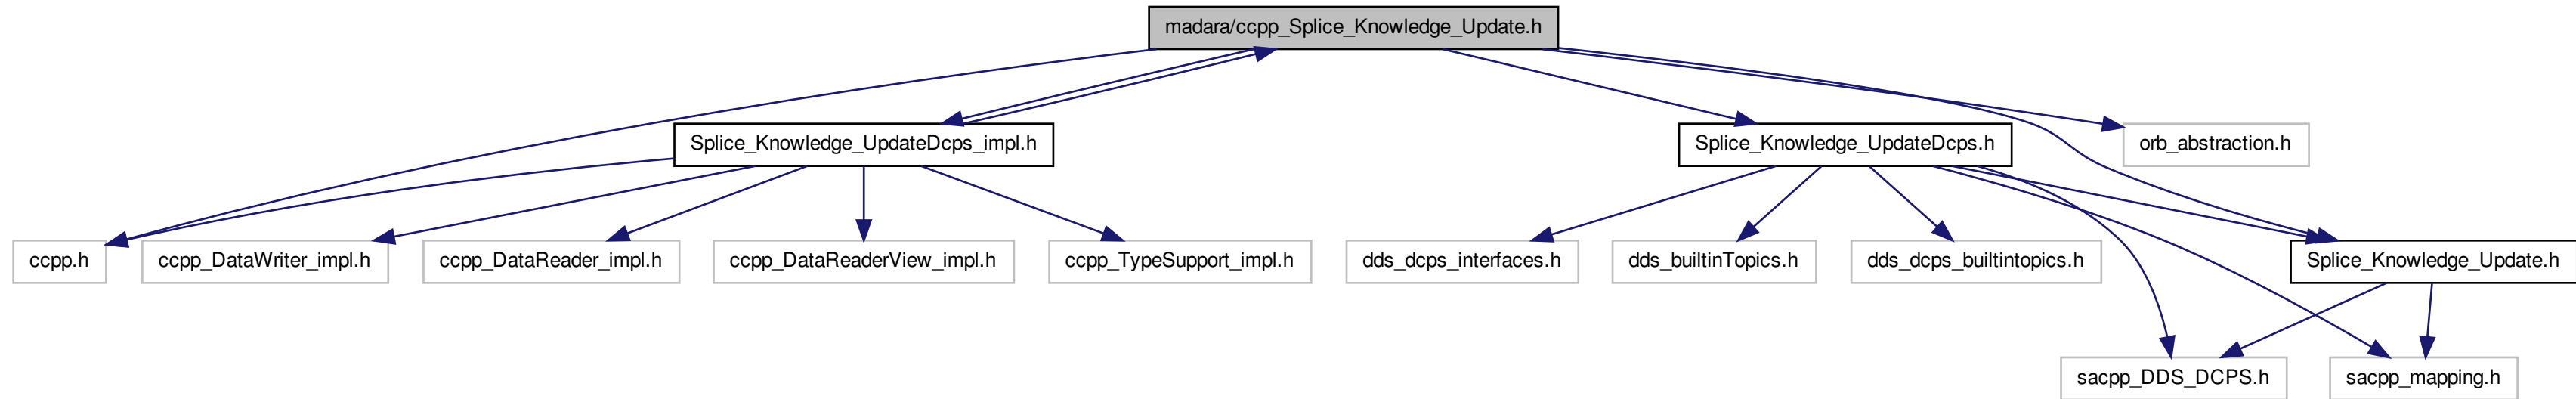 madara/ccpp_Splice_Knowledge_Update.h
Splice_Knowledge_UpdateDcps_impl.h
Splice_Knowledge_UpdateDcps.h
orb_abstraction.h
ccpp.h
ccpp_DataWriter_impl.h
ccpp_DataReader_impl.h
ccpp_DataReaderView_impl.h
ccpp_TypeSupport_impl.h
dds_dcps_interfaces.h
dds_builtinTopics.h
dds_dcps_builtintopics.h
Splice_Knowledge_Update.h
sacpp_DDS_DCPS.h
sacpp_mapping.h